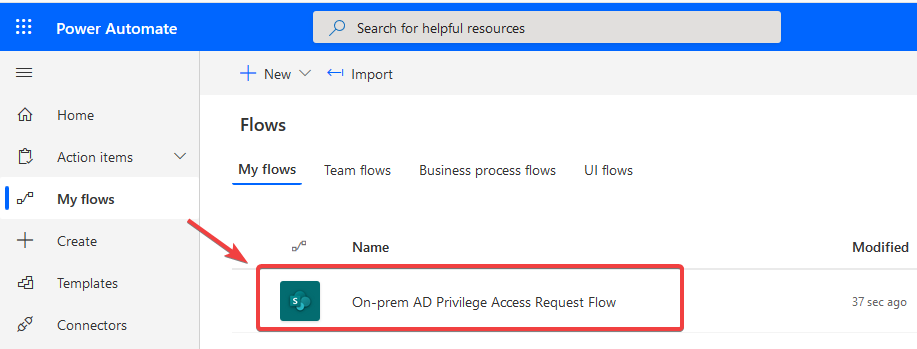 Power Automate
Search for helpful resources
New
Import
Home
Action items
My flows
Create
Templates
Connectors
Flows
My flows
Team flows
Business process flows
UI flows
Name
Modified
S
On-prem AD Privilege Access Request Flow
37 sec ago